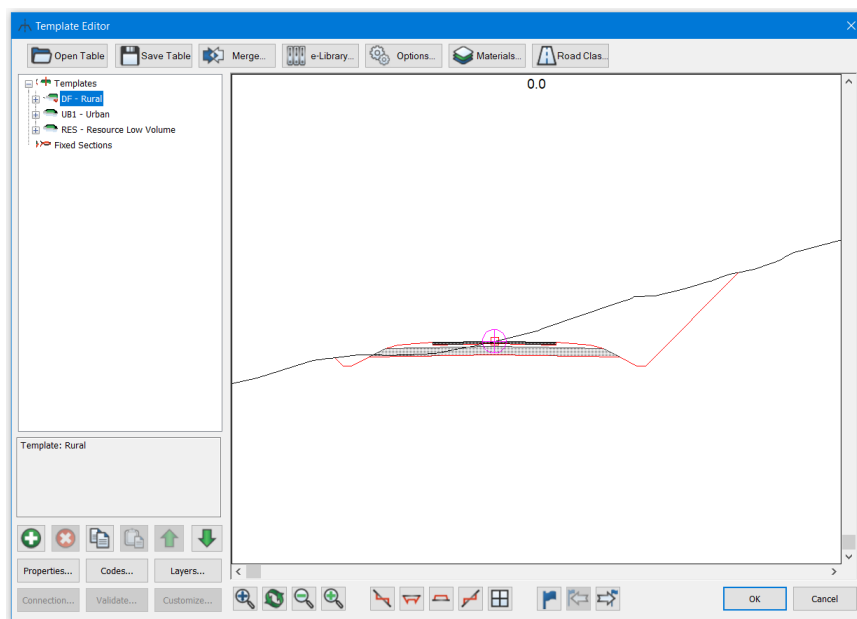 Template Editor
Open Table Save Table Merge... e-Library... Options... Materials... Road Clas...
0.0
Templates
DF - Rural
UB1 - Urban
RES - Resource Low Volume
Fixed Sections
Template: Rural
Properties... Codes... Layers...
Connection... Validate... Customize...
OK Cancel